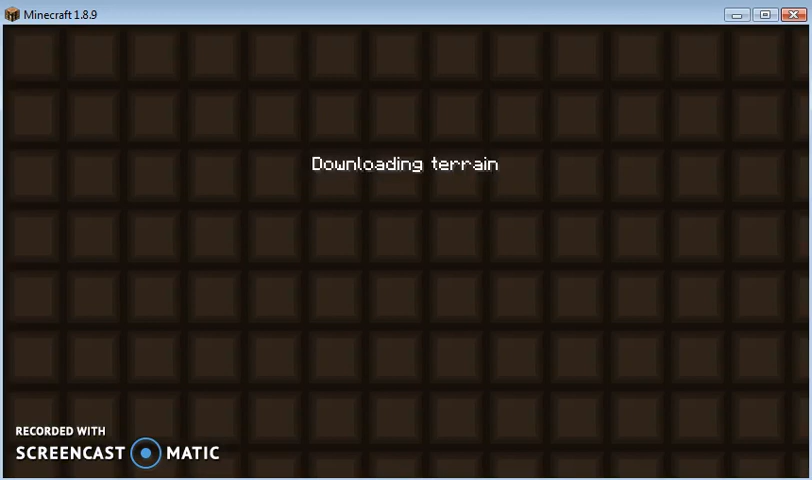 Minecraft 1.8.9
Downloading terrain
RECORDED WITH
SCREENCAST MATIC